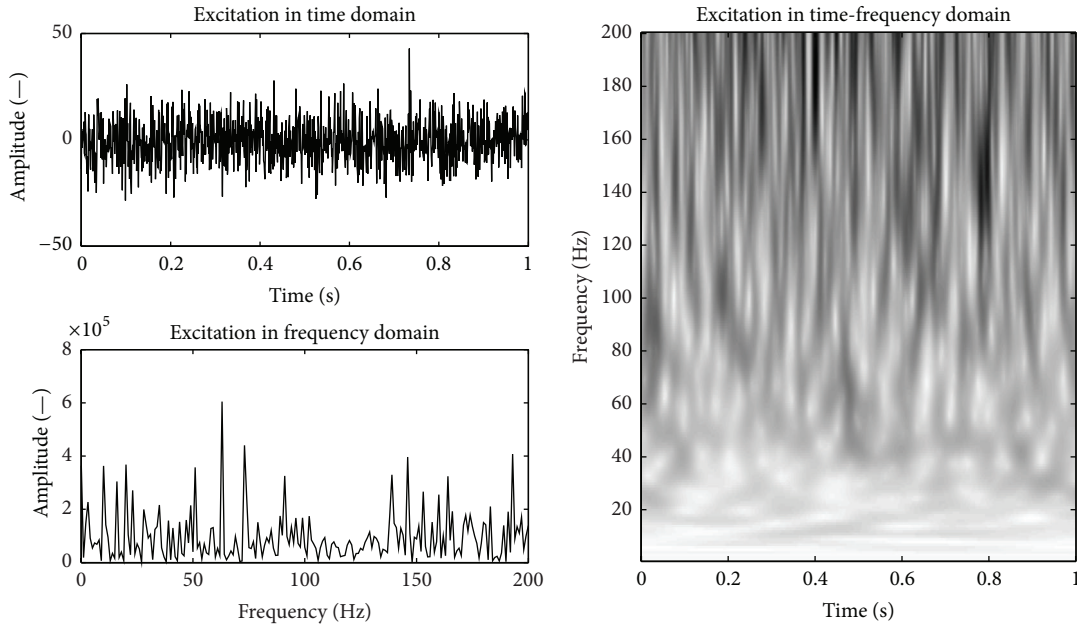 Excitation in time domain
50
0
−50
Amplitude (—)
0 0.2 0.4 0.6 0.8 1
Time (s)
×10⁵
Excitation in frequency domain
8
6
4
2
0
Amplitude (—)
0 50 100 150 200
Frequency (Hz)
Excitation in time-frequency domain
200
180
160
140
120
100
80
60
40
20
Frequency (Hz)
0 0.2 0.4 0.6 0.8 1
Time (s)